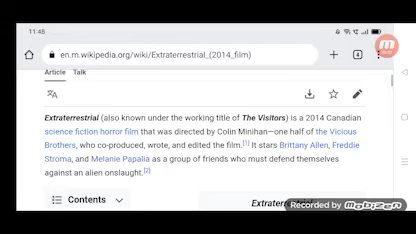 11:45
en.m.wikipedia.org/wiki/Extraterrestrial_(2014_film)
4
Article Talk
Extraterrestrial (also known under the working title of The Visitors) is a 2014 Canadian
science fiction horror film that was directed by Colin Minihan—one half of the Vicious
Brothers, who co-produced, wrote, and edited the film.[1] It stars Brittany Allen, Freddie
Stroma, and Melanie Papalia as a group of friends who must defend themselves
against an alien onslaught.[2]
Contents
Extraterrestrial
Recorded by Mobizen